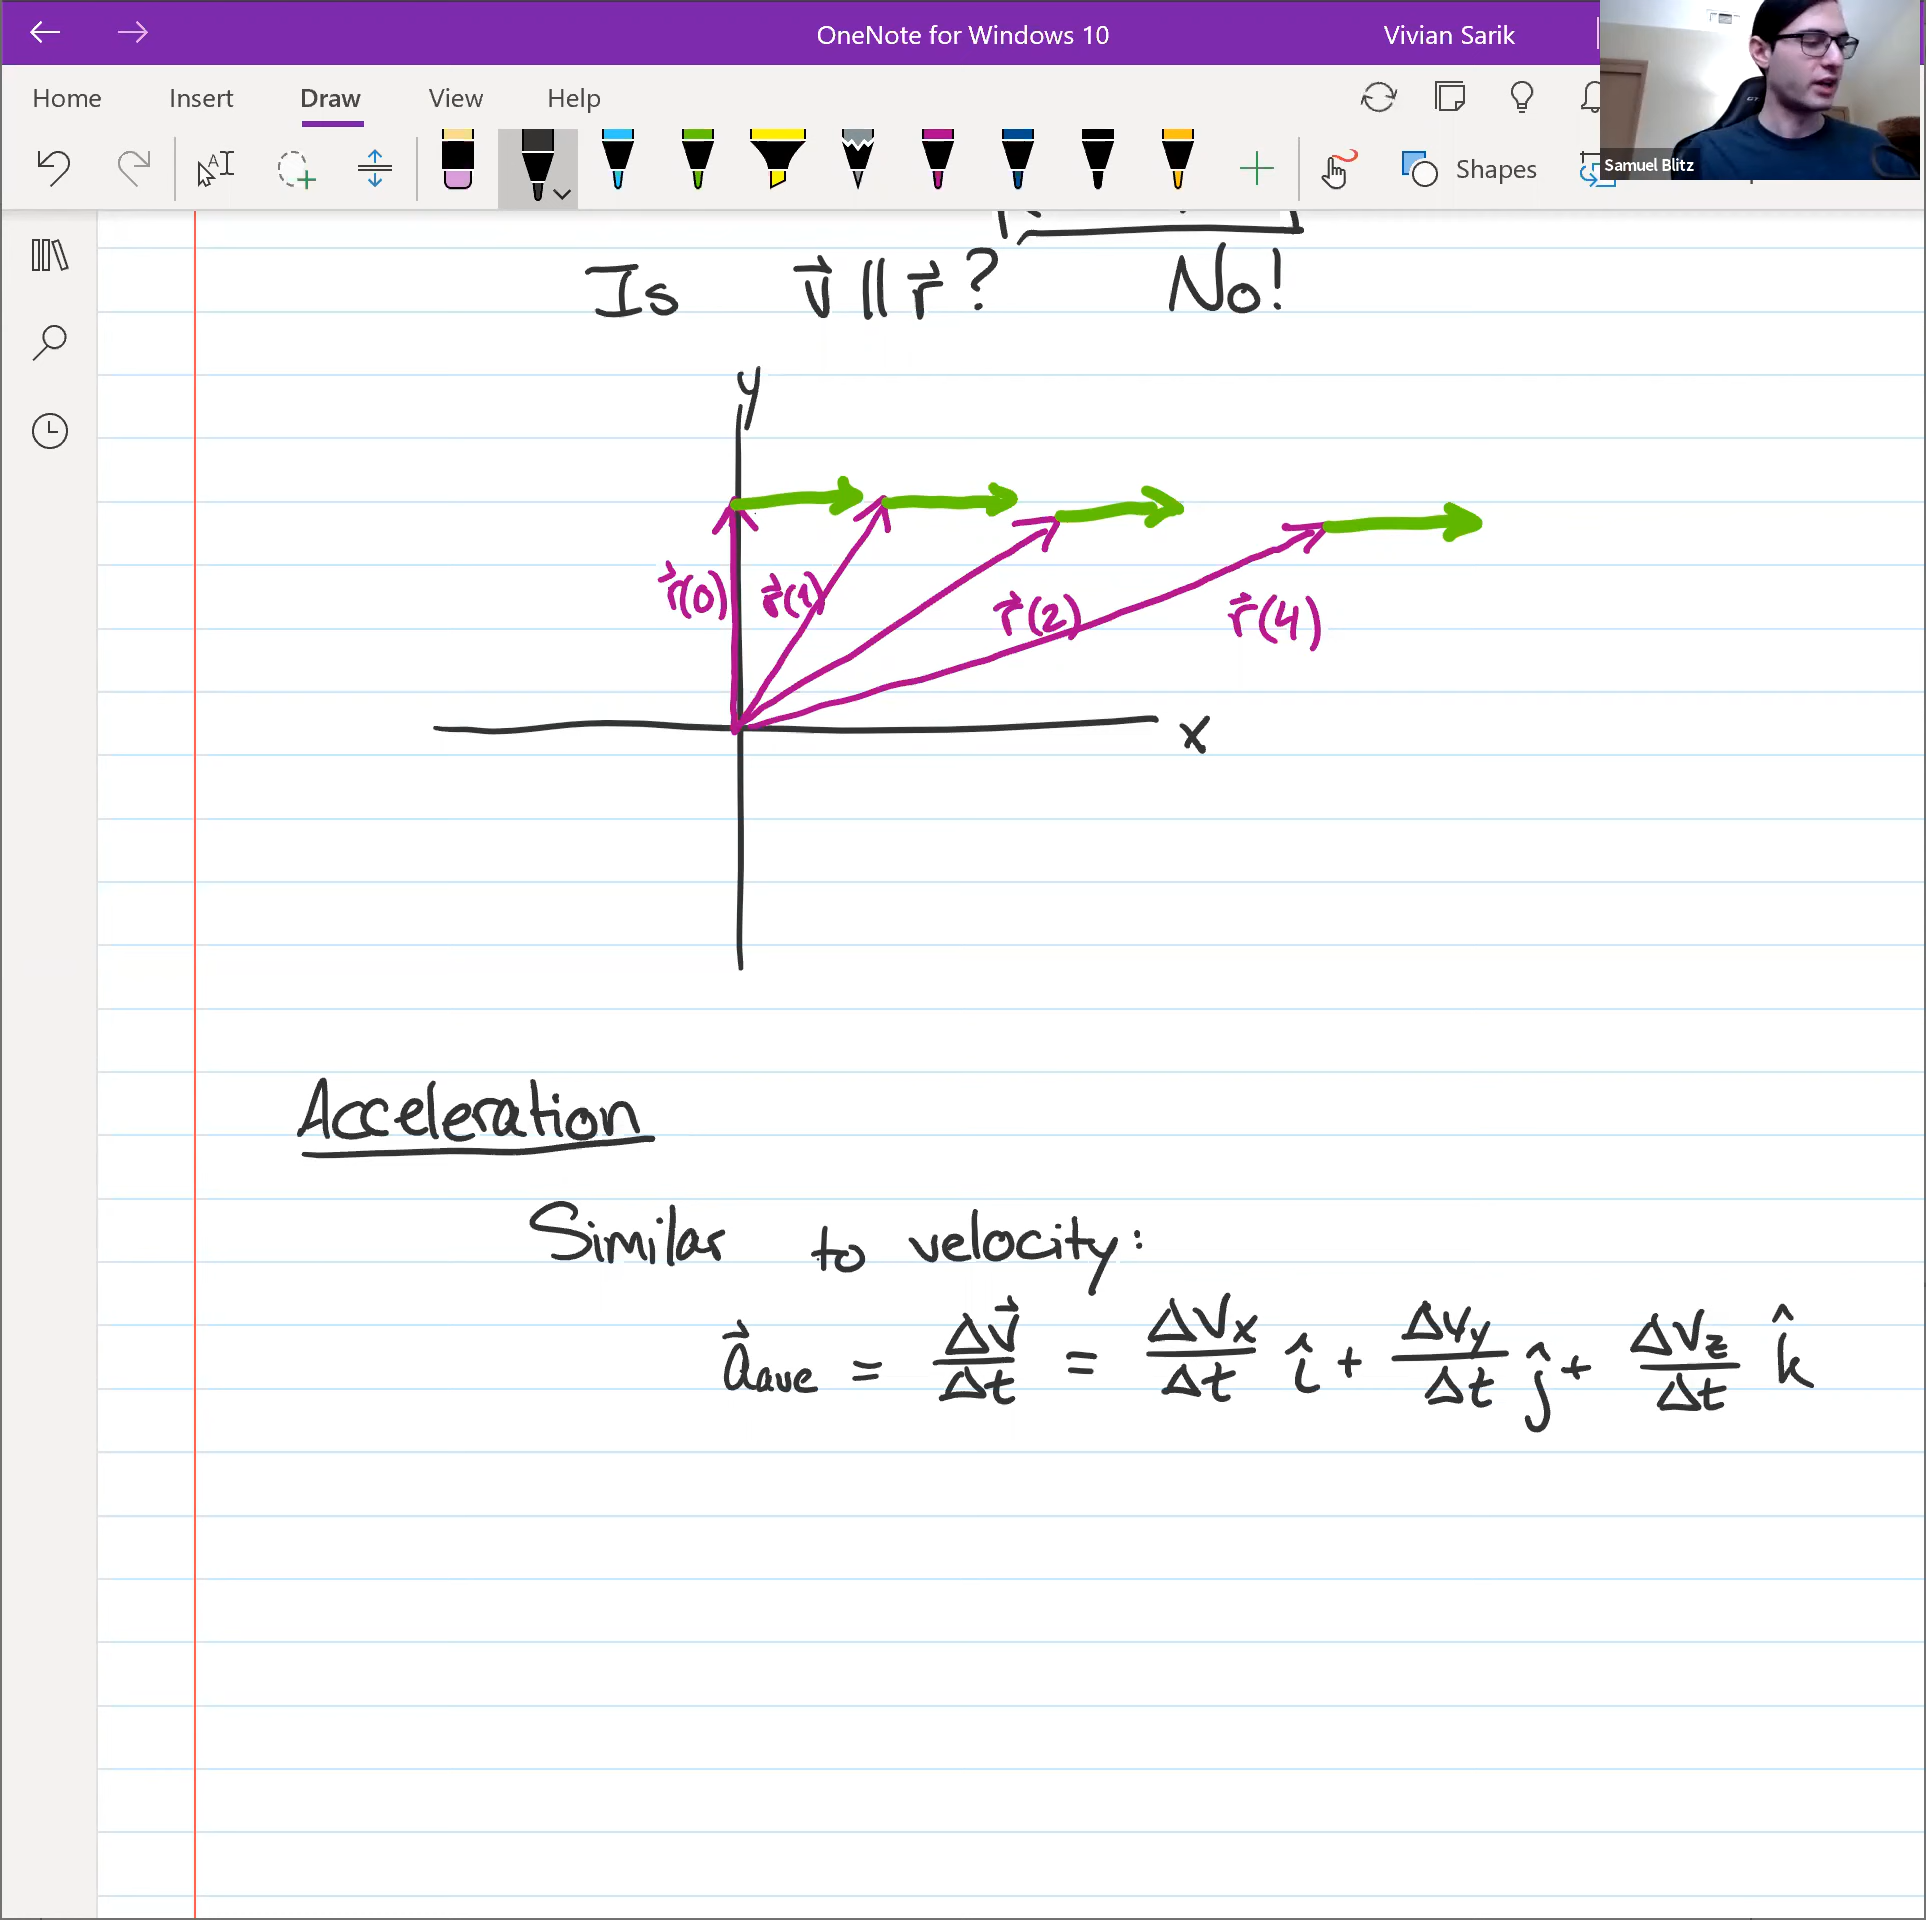 OneNote for Windows 10 Vivian Sarik
Home Insert Draw View Help
Shapes
Samuel Blitz
Is v⃗ ∥ r⃗ ? No!
y
r⃗(0) r⃗(1) r⃗(2) r⃗(4)
x
Acceleration
Similar to velocity:
a⃗ave = Δv⃗/Δt = ΔVx/Δt î + ΔVy/Δt ĵ + ΔVz/Δt k̂